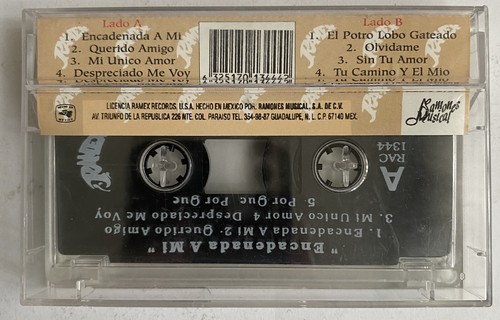 Lado A
1. Encadenada A Mi
2. Querido Amigo
3. Mi Unico Amor
4. Despreciado Me Voy
Lado B
1. El Potro Lobo Gateado
2. Olvidame
3. Sin Tu Amor
4. Tu Camino Y El Mio
LICENCIA RAMEX RECORDS, U.S.A. HECHO EN MEXICO POR: RAMONES MUSICAL, S.A. DE C.V.
AV. TRIUNFO DE LA REPUBLICA 226 NTE. COL. PARAISO TEL. 354-98-87 GUADALUPE, N. L. C.P 67140 MEX.
Ramones
Musical
RAMEX
A
RAC
1344
"Encadenada A Mi"
1. Encadenada A Mi 2. Querido Amigo
3. Mi Unico Amor 4. Despreciado Me Voy
5. Por Que Por Que